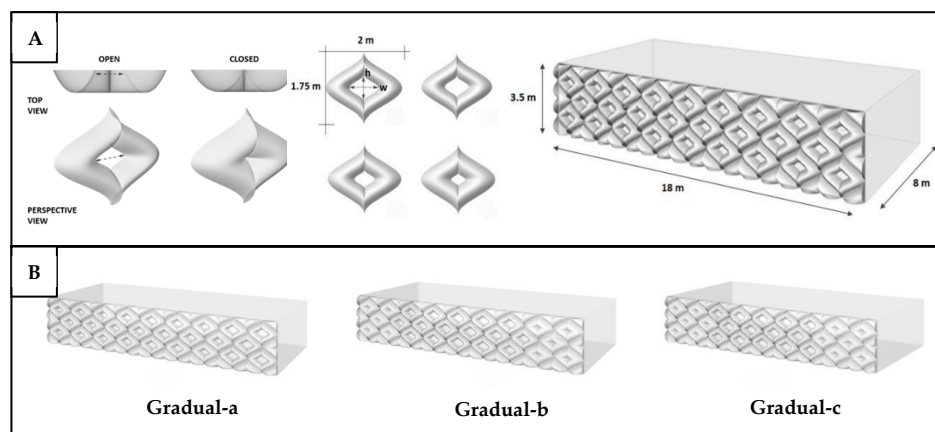 A
OPEN
CLOSED
TOP
VIEW
PERSPECTIVE
VIEW
2 m
1.75 m
h
w
3.5 m
18 m
8 m
B
Gradual-a
Gradual-b
Gradual-c